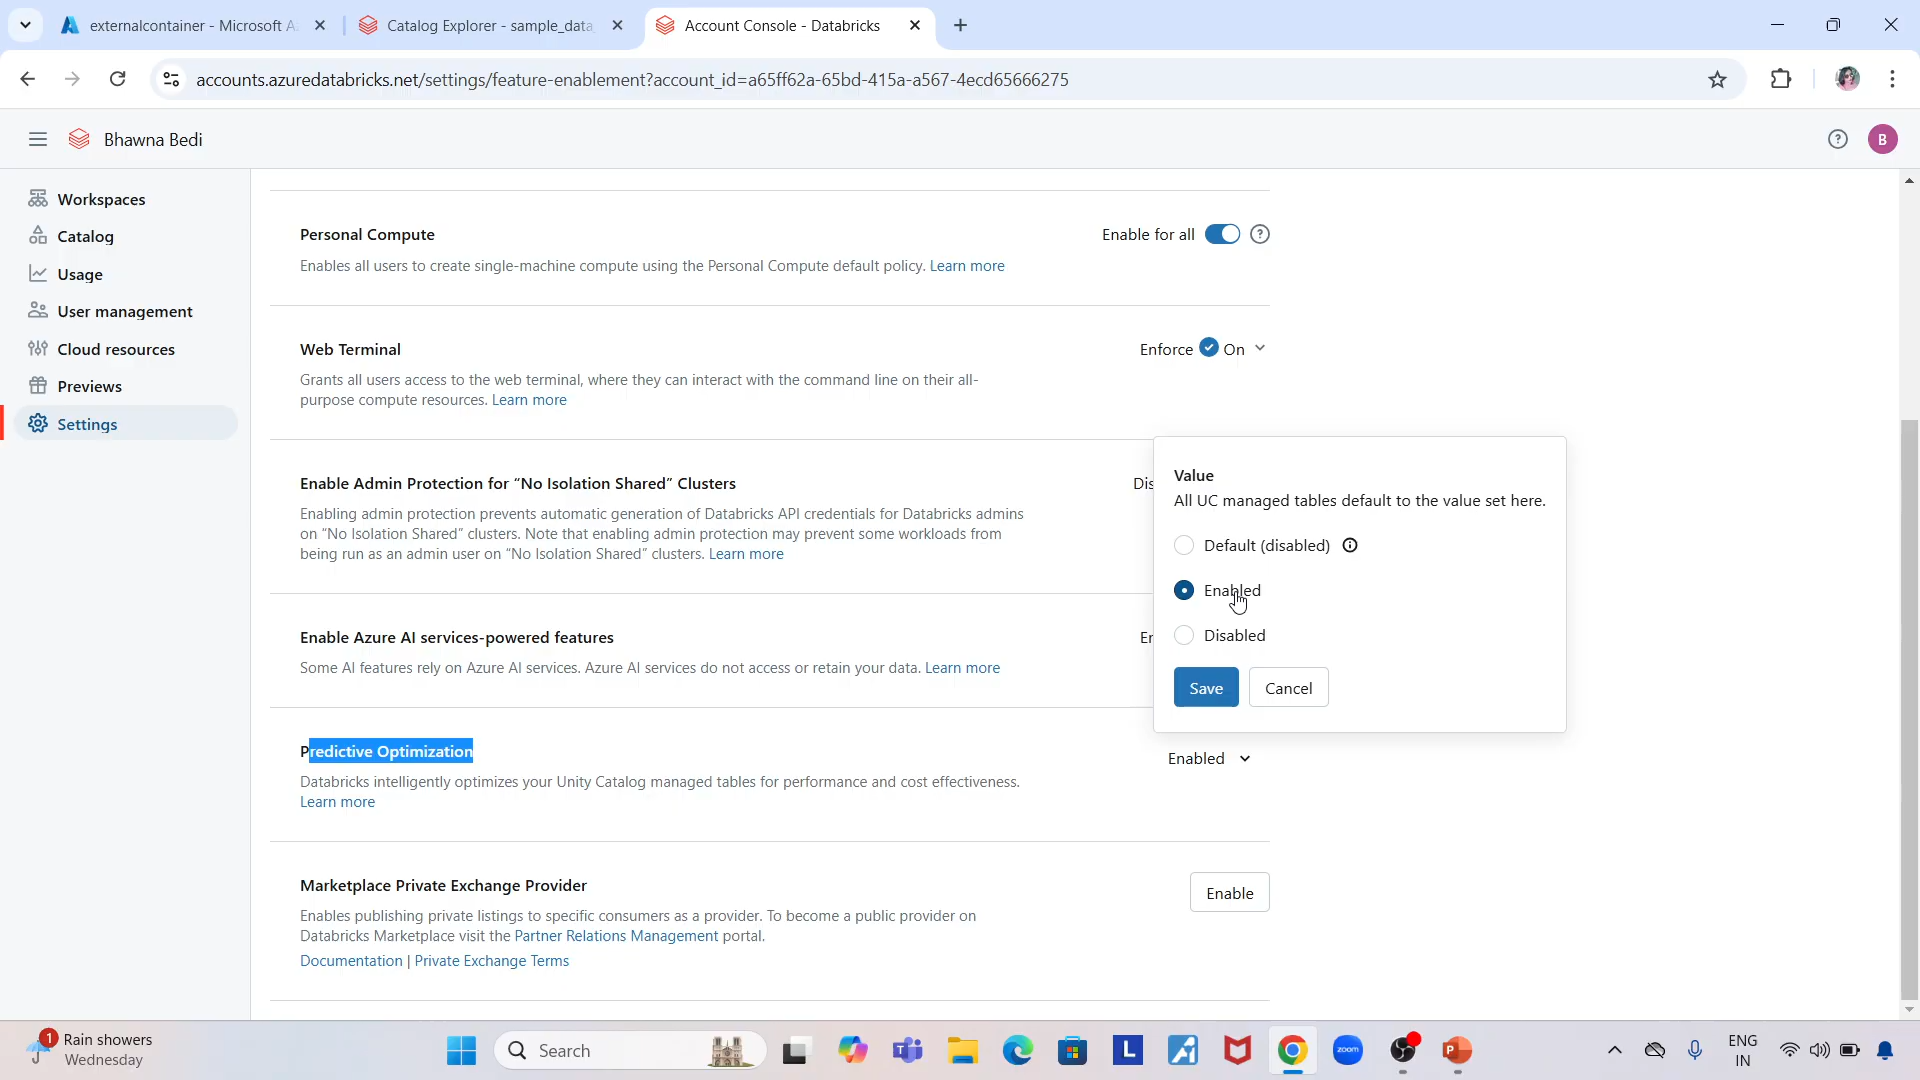 externalcontainer - Microsoft A
Catalog Explorer - sample_data
Account Console - Databricks
accounts.azuredatabricks.net/settings/feature-enablement?account_id=a65ff62a-65bd-415a-a567-4ecd65666275
Bhawna Bedi
B
Workspaces
Catalog
Usage
User management
Cloud resources
Previews
Settings
Personal Compute
Enable for all
Enables all users to create single-machine compute using the Personal Compute default policy. Learn more
Web Terminal
Enforce On
Grants all users access to the web terminal, where they can interact with the command line on their all-
purpose compute resources. Learn more
Enable Admin Protection for “No Isolation Shared” Clusters
Dis
Enabling admin protection prevents automatic generation of Databricks API credentials for Databricks admins
on “No Isolation Shared” clusters. Note that enabling admin protection may prevent some workloads from
being run as an admin user on “No Isolation Shared” clusters. Learn more
Value
All UC managed tables default to the value set here.
Default (disabled)
Enabled
Disabled
Save
Cancel
Enable Azure AI services-powered features
En
Some AI features rely on Azure AI services. Azure AI services do not access or retain your data. Learn more
Predictive Optimization
Enabled
Databricks intelligently optimizes your Unity Catalog managed tables for performance and cost effectiveness.
Learn more
Marketplace Private Exchange Provider
Enable
Enables publishing private listings to specific consumers as a provider. To become a public provider on
Databricks Marketplace visit the Partner Relations Management portal.
Documentation | Private Exchange Terms
1
Rain showers
Wednesday
Search
L
zoom
P
ENG
IN